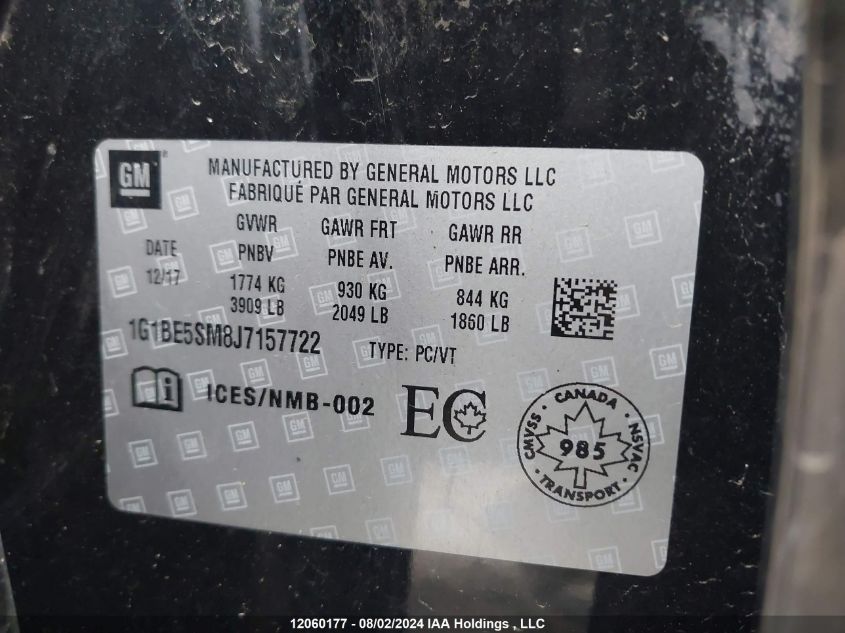 GM
MANUFACTURED BY GENERAL MOTORS LLC
FABRIQUÉ PAR GENERAL MOTORS LLC
DATE
12/17
GVWR
PNBV
1774 KG
3909 LB
GAWR FRT
PNBE AV.
930 KG
2049 LB
GAWR RR
PNBE ARR.
844 KG
1860 LB
1G1BE5SM8J7157722
TYPE: PC/VT
i ICES/NMB-002
EC
CANADA
CMVSS
NSVAC
985
TRANSPORT
12060177 - 08/02/2024 IAA Holdings , LLC